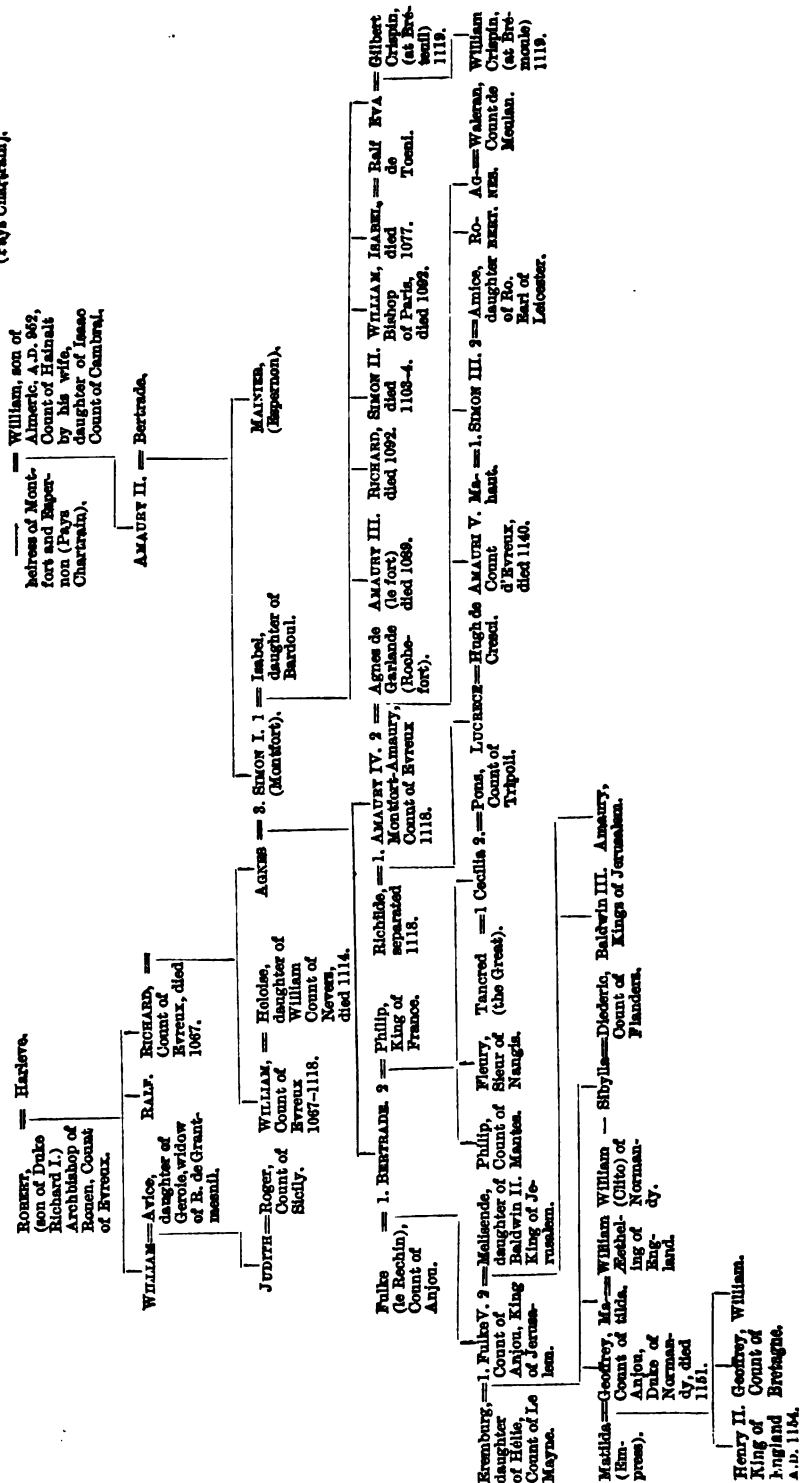 (Pays Chartrain).
heiress of Mont-
fort and Esper-
non (Pays
Chartrain).
= William, son of
Almeric, A.D. 952,
Count of Hainalt
by his wife,
daughter of Isaac
Count of Cambrai.
AMAURY II. = Bertrade.
ROBERT,
(son of Duke
Richard I.)
Archbishop of
Rouen, Count
of Evreux.
= Harleve.
WILLIAM = Avice,
daughter of
Geroie, widow
of R. de Grant-
mesnil.
RALF.
RICHARD, =
Count of
Evreux, died
1067.
JUDITH = Roger,
Count of
Sicily.
WILLIAM, =
Count of
Evreux
1067-1118.
Heloise,
daughter of
William
Count of
Nevers,
died 1114.
AGNES = 3. SIMON I. 1 = Isabel,
(Montfort).
daughter of
Bardoul.
MAINIER,
(Espernon).
Fulke
(le Rechin),
Count of
Anjou.
= 1. BERTRADE. 2 = Philip,
King of
France.
Richilde, =
separated
1118.
1. AMAURY IV. 2 =
Montfort-Amaury,
Count of Evreux
1118.
Agnes de
Garlande
(Roche-
fort).
AMAURY III.
(le fort)
died 1089.
RICHARD,
died 1092.
SIMON II.
died
1103-4.
WILLIAM,
Bishop
of Paris,
died 1092.
ISABEL, =
died
1077.
Ralf
de
Toeni.
EVA =
Gilbert
Crispin,
(at Bré-
teuil)
1119.
Eremburg, =
daughter
of Hélie,
Count of Le
Mayne.
1. Fulke V. 2 =
Count of
Anjou, King
of Jerusa-
lem.
Melisende,
daughter of
Baldwin II.
King of Je-
rusalem.
Philip,
Count of
Mantes.
Fleury,
Sieur of
Nangis.
Tancred
(the Great).
= 1 Cecilia 2. =
Pons,
Count of
Tripoli.
LUCRECE =
Hugh de
Cresci.
AMAURI V.
Count
d'Evreux,
died 1140.
Ma-
haut.
= 1. SIMON III. 2 =
Amice,
daughter
of Ro.
Earl of
Leicester.
Ro-
BERT.
AG-
NES.
= Waleran,
Count de
Meulan.
William
Crispin,
(at Bré-
moule)
1119.
Matilda =
(Em-
press).
Geoffrey,
Count of
Anjou,
Duke of
Norman-
dy, died
1151.
Ma-
tilda.
= William
Æthel-
ing of
Eng-
land.
William
(Clito) of
Norman-
dy.
— Sibylla =
Diederic,
Count of
Flanders.
Baldwin III.
Amaury,
Kings of Jerusalem.
Henry II.
King of
England
A.D. 1154.
Geoffrey,
Count of
Bretagne.
William.